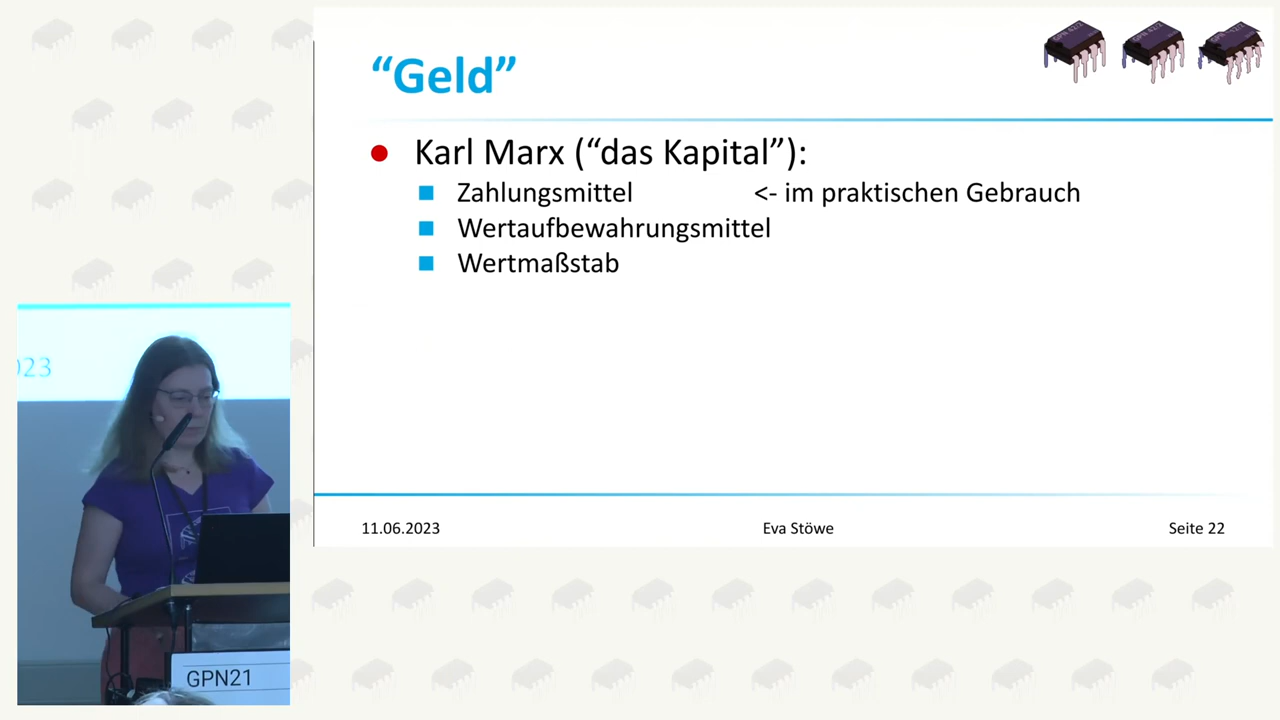 “Geld”
Karl Marx (“das Kapital”):
Zahlungsmittel <- im praktischen Gebrauch
Wertaufbewahrungsmittel
Wertmaßstab
11.06.2023 Eva Stöwe Seite 22
023
GPN21